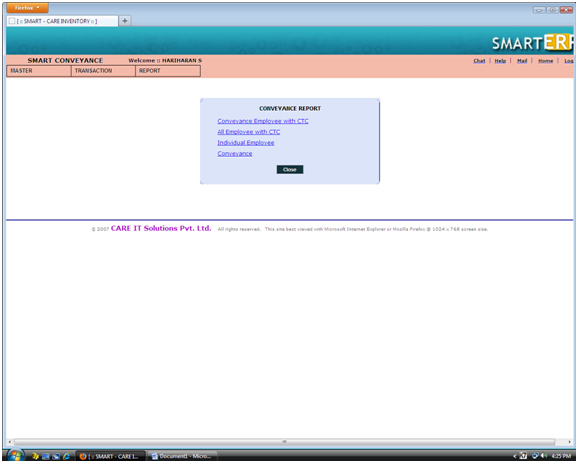 Firefox
[ :: SMART - CARE INVENTORY :: ]
SMARTERP
SMART CONVEYANCE Welcome :: HARIHARAN S Chat | Help | Mail | Home | Log
MASTER TRANSACTION REPORT
CONVEYANCE REPORT
Conveyance Employee with CTC
All Employee with CTC
Individual Employee
Conveyance
Close
© 2007 CARE IT Solutions Pvt. Ltd. All rights reserved. This site best viewed with Microsoft Internet Explorer or Mozilla Firefox @ 1024 x 768 screen size.
[ :: SMART - CARE I... Document1 - Micro... 4:25 PM